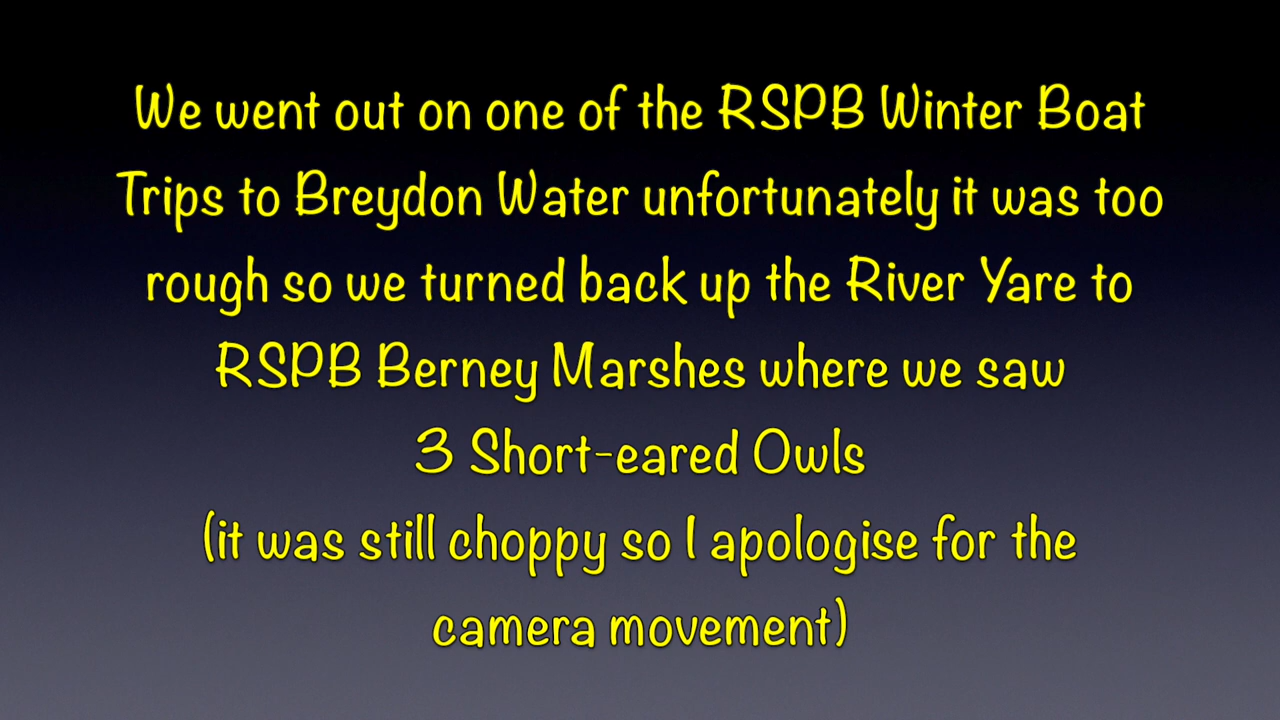 We went out on one of the RSPB Winter Boat
Trips to Breydon Water unfortunately it was too
rough so we turned back up the River Yare to
RSPB Berney Marshes where we saw
3 Short-eared Owls
(it was still choppy so I apologise for the
camera movement)